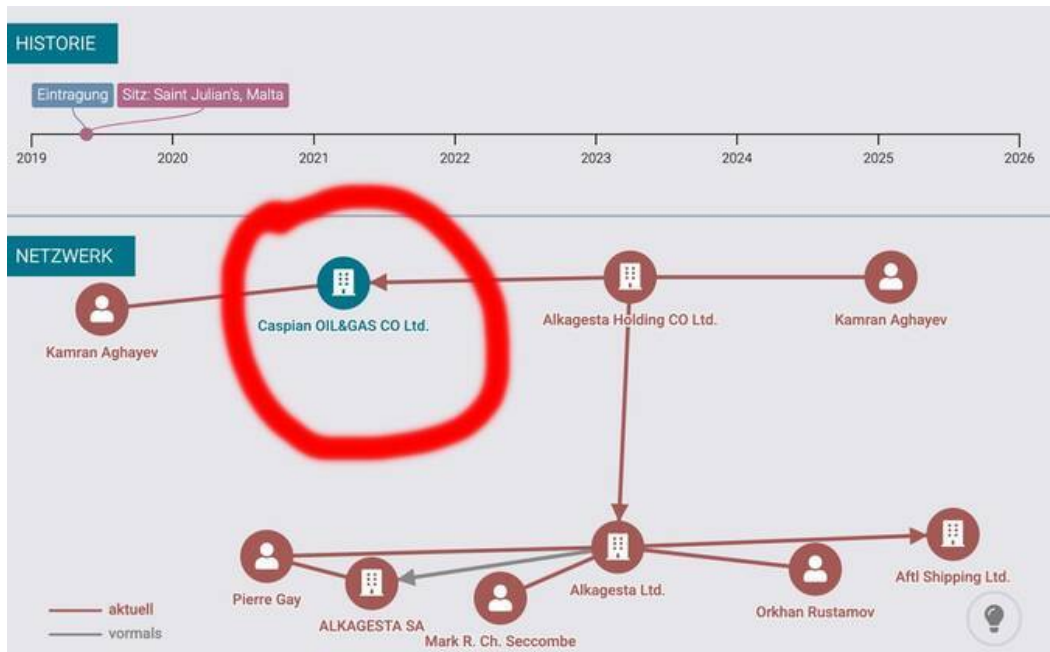 HISTORIE
Eintragung
Sitz: Saint Julian's, Malta
2019 2020 2021 2022 2023 2024 2025 2026
NETZWERK
Kamran Aghayev
Caspian OIL&GAS CO Ltd.
Alkagesta Holding CO Ltd.
Kamran Aghayev
Pierre Gay
ALKAGESTA SA
Mark R. Ch. Seccombe
Alkagesta Ltd.
Orkhan Rustamov
Aftl Shipping Ltd.
aktuell
vormals